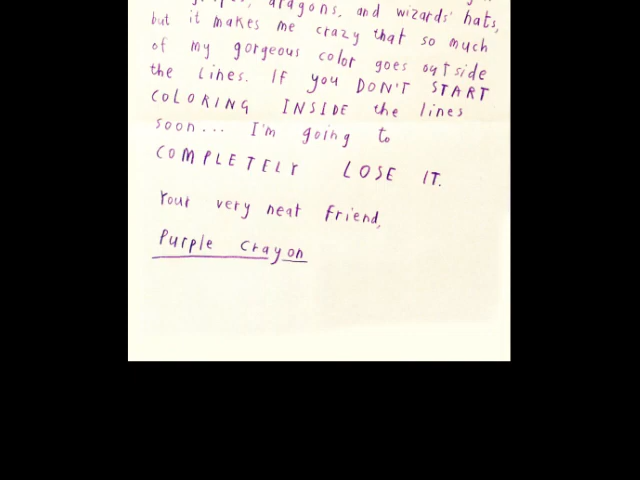 dragons, and wizards' hats,
but it makes me crazy that so much
of my gorgeous color goes outside
the lines. If you DON'T START
COLORING INSIDE the lines
soon... I'm going to
COMPLETELY LOSE IT.
Your very neat friend,
Purple Crayon